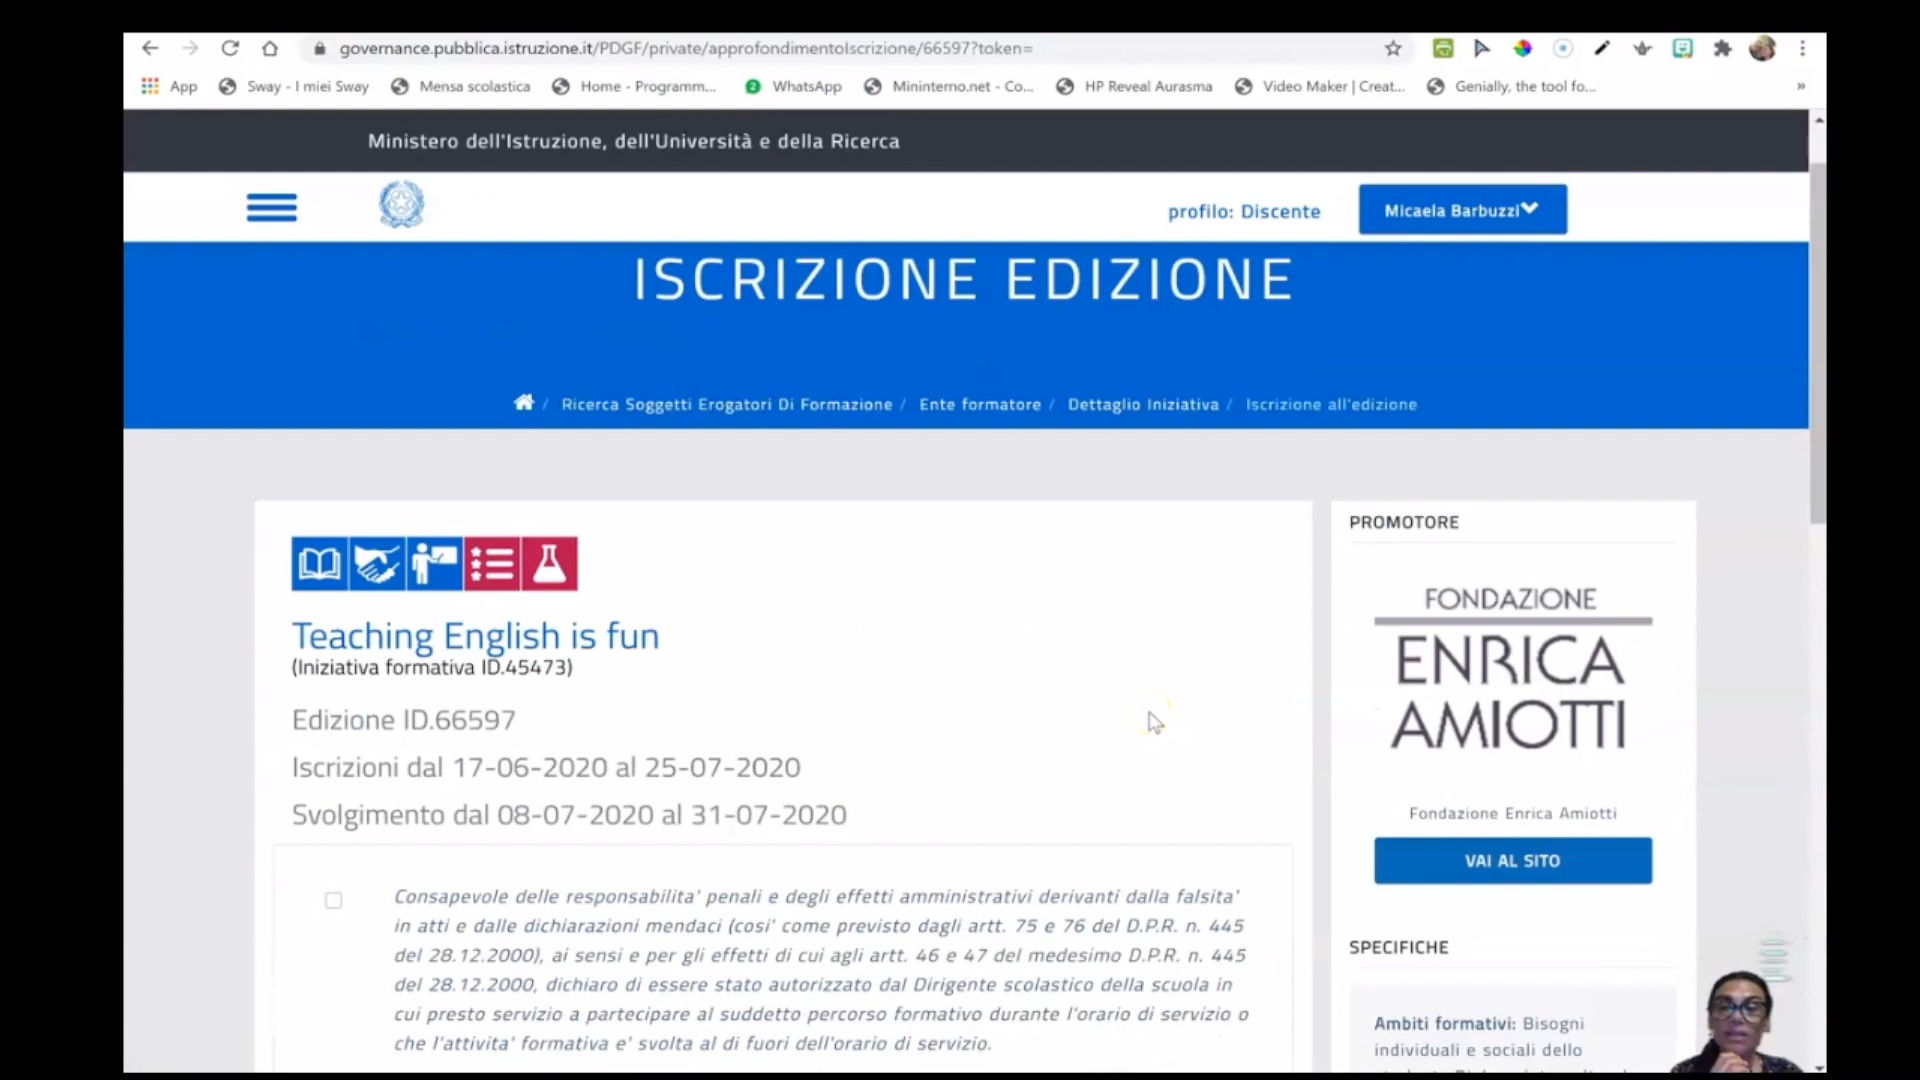 governance.pubblica.istruzione.it/PDGF/private/approfondimentoIscrizione/66597?token=
App Sway - I miei Sway Mensa scolastica Home - Programm... 2 WhatsApp Mininterno.net - Co... HP Reveal Aurasma Video Maker | Creat... Genially, the tool fo... »
Ministero dell'Istruzione, dell'Università e della Ricerca
profilo: Discente Micaela Barbuzzi
ISCRIZIONE EDIZIONE
/ Ricerca Soggetti Erogatori Di Formazione / Ente formatore / Dettaglio Iniziativa / Iscrizione all'edizione
Teaching English is fun
(Iniziativa formativa ID.45473)
Edizione ID.66597
Iscrizioni dal 17-06-2020 al 25-07-2020
Svolgimento dal 08-07-2020 al 31-07-2020
Consapevole delle responsabilita' penali e degli effetti amministrativi derivanti dalla falsita'
in atti e dalle dichiarazioni mendaci (cosi' come previsto dagli artt. 75 e 76 del D.P.R. n. 445
del 28.12.2000), ai sensi e per gli effetti di cui agli artt. 46 e 47 del medesimo D.P.R. n. 445
del 28.12.2000, dichiaro di essere stato autorizzato dal Dirigente scolastico della scuola in
cui presto servizio a partecipare al suddetto percorso formativo durante l'orario di servizio o
che l'attivita' formativa e' svolta al di fuori dell'orario di servizio.
PROMOTORE
FONDAZIONE
ENRICA
AMIOTTI
Fondazione Enrica Amiotti
VAI AL SITO
SPECIFICHE
Ambiti formativi: Bisogni
individuali e sociali dello